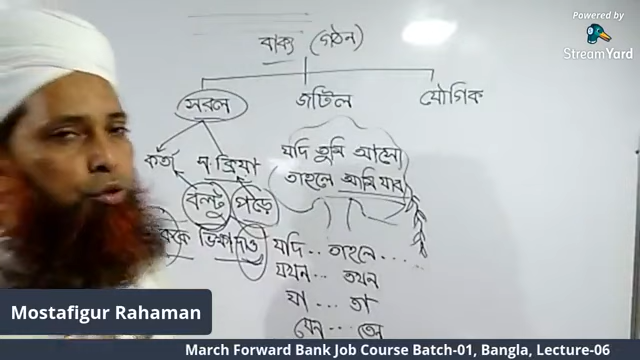 Powered by
StreamYard
বাক্য (গঠন)
সরল জটিল যৌগিক
কর্তা ক্রিয়া
যদি তুমি আসো
তাহলে আমি যাব
বল্টু পড়ে
ভিক্ষা দাও
যদি .. তাহলে ....
যখন .. তখন
যা ... তা
যেন ...
Mostafigur Rahaman
March Forward Bank Job Course Batch-01, Bangla, Lecture-06